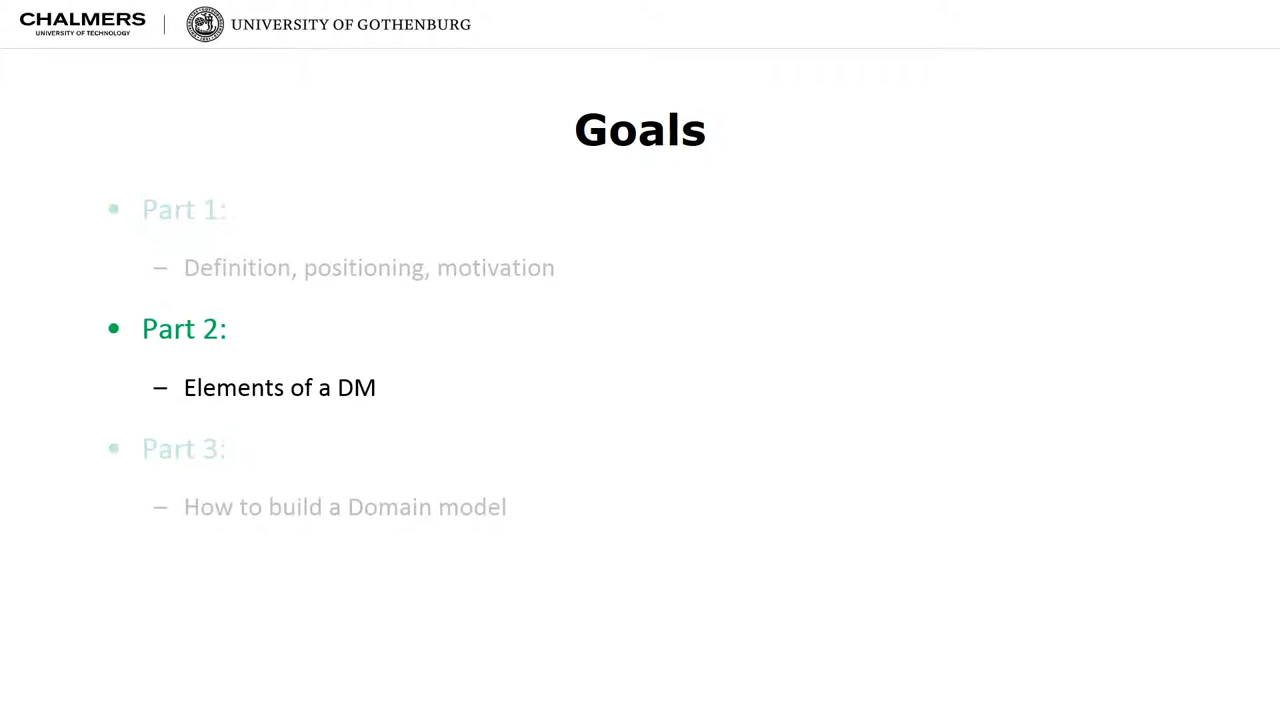 CHALMERS
UNIVERSITY OF TECHNOLOGY
UNIVERSITY OF GOTHENBURG
Goals
• Part 1:
– Definition, positioning, motivation
• Part 2:
– Elements of a DM
• Part 3:
– How to build a Domain model